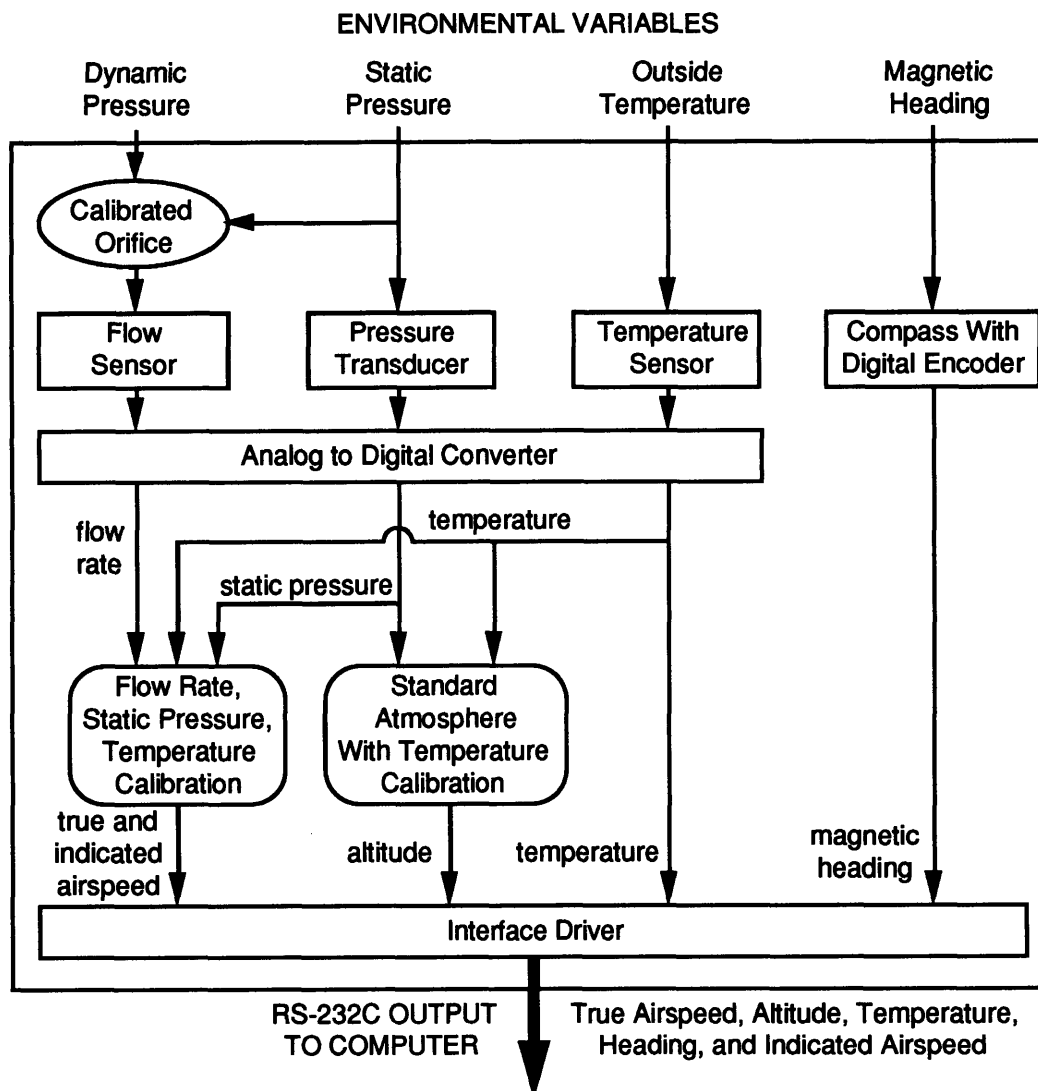 ENVIRONMENTAL VARIABLES
Dynamic
Pressure
Static
Pressure
Outside
Temperature
Magnetic
Heading
Calibrated
Orifice
Flow
Sensor
Pressure
Transducer
Temperature
Sensor
Compass With
Digital Encoder
Analog to Digital Converter
flow
rate
temperature
static pressure
Flow Rate,
Static Pressure,
Temperature
Calibration
Standard
Atmosphere
With Temperature
Calibration
true and
indicated
airspeed
altitude
temperature
magnetic
heading
Interface Driver
RS-232C OUTPUT
TO COMPUTER
True Airspeed, Altitude, Temperature,
Heading, and Indicated Airspeed